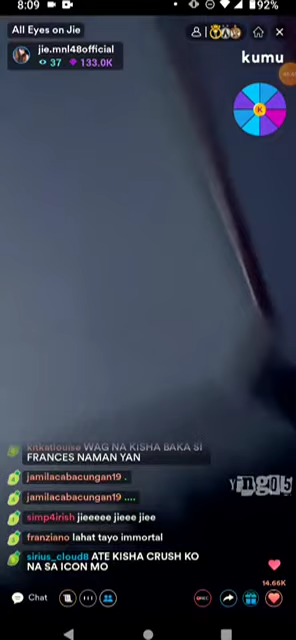 8:09
92%
All Eyes on Jie
jie.mnl48official
37 133.0K
kumu
K
kitkatlouise WAG NA KISHA BAKA SI
FRANCES NAMAN YAN
jamilacabacungan19 .
jamilacabacungan19 ....
simp4irish jieeeee jieee jiee
franziano lahat tayo immortal
sirius_cloud8 ATE KISHA CRUSH KO
NA SA ICON MO
14.66K
Chat